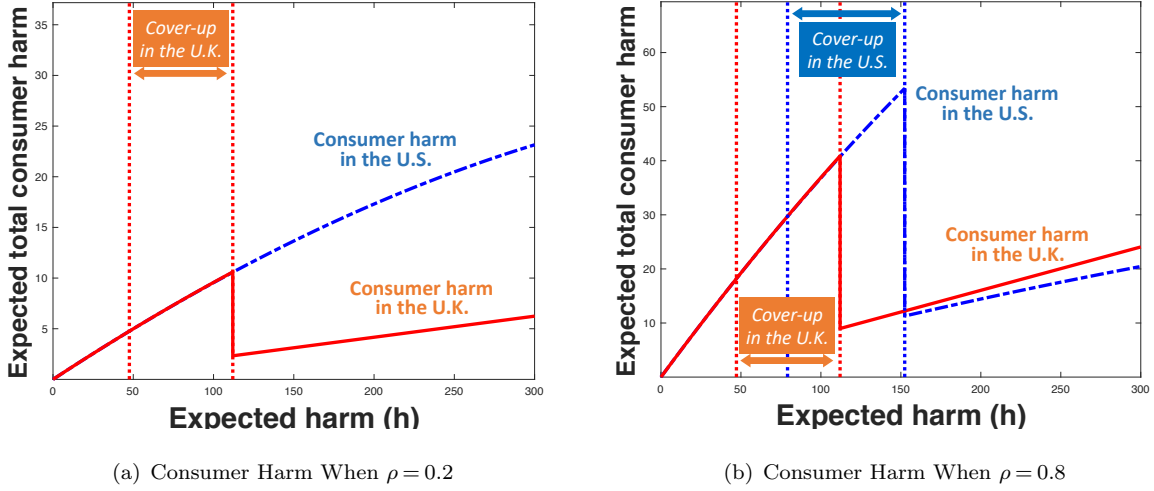 Expected total consumer harm
35
30
25
20
15
10
5
Cover-up
in the U.K.
Consumer harm
in the U.S.
Consumer harm
in the U.K.
0
50
100
150
200
250
300
Expected harm (h)
(a) Consumer Harm When ρ = 0.2
Expected total consumer harm
60
50
40
30
20
10
Cover-up
in the U.S.
Consumer harm
in the U.S.
Consumer harm
in the U.K.
Cover-up
in the U.K.
0
50
100
150
200
250
300
Expected harm (h)
(b) Consumer Harm When ρ = 0.8